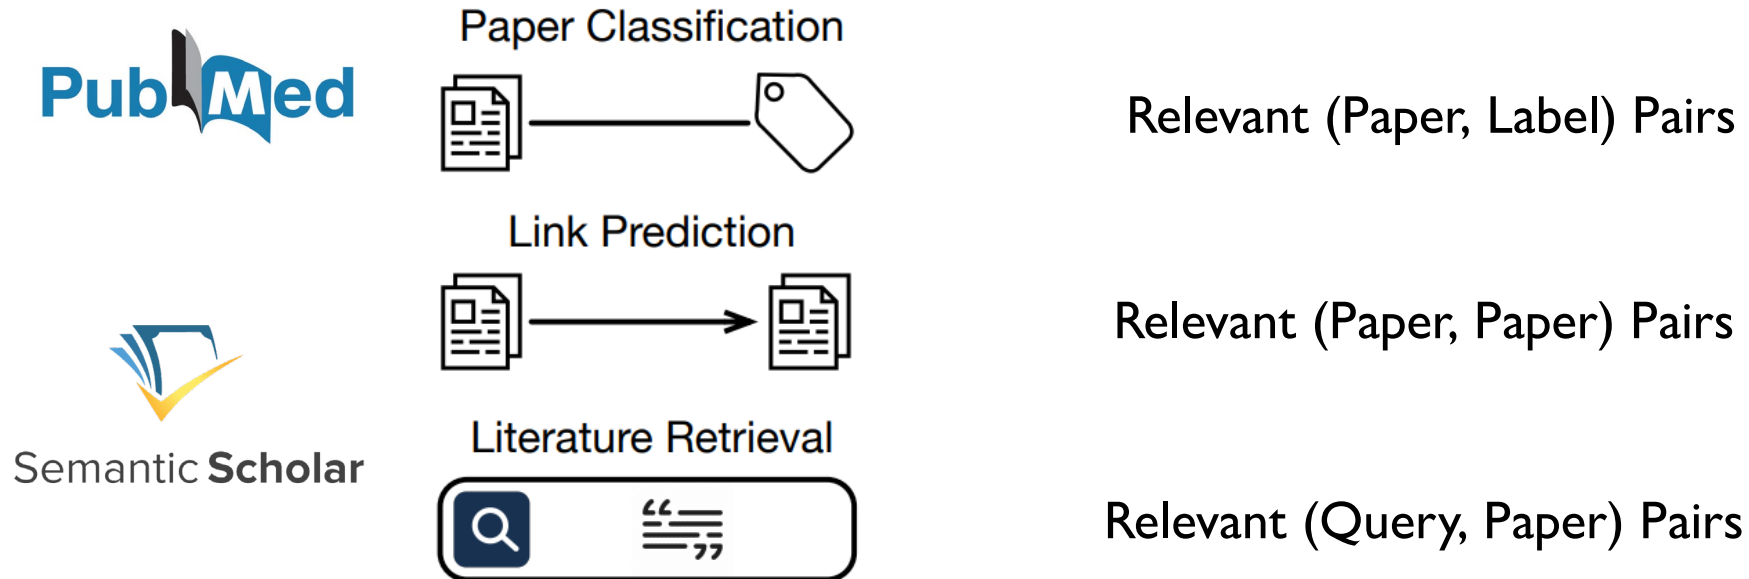 Paper Classification
PubMed
Relevant (Paper, Label) Pairs
Link Prediction
Relevant (Paper, Paper) Pairs
Literature Retrieval
Semantic Scholar
Relevant (Query, Paper) Pairs